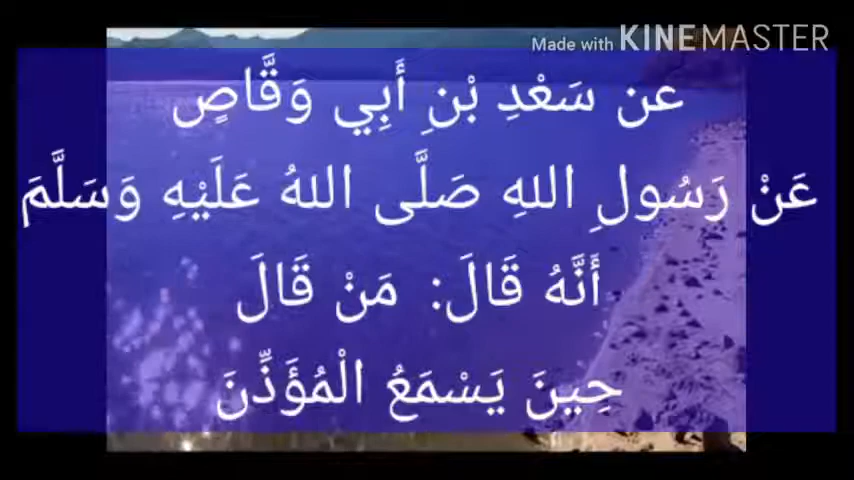 Made with KINEMASTER
عن سَعْدِ بْنِ أَبِي وَقَّاصٍ
عَنْ رَسُولِ اللهِ صَلَّى اللهُ عَلَيْهِ وَسَلَّمَ
أَنَّهُ قَالَ: مَنْ قَالَ
حِينَ يَسْمَعُ الْمُؤَذِّنَ